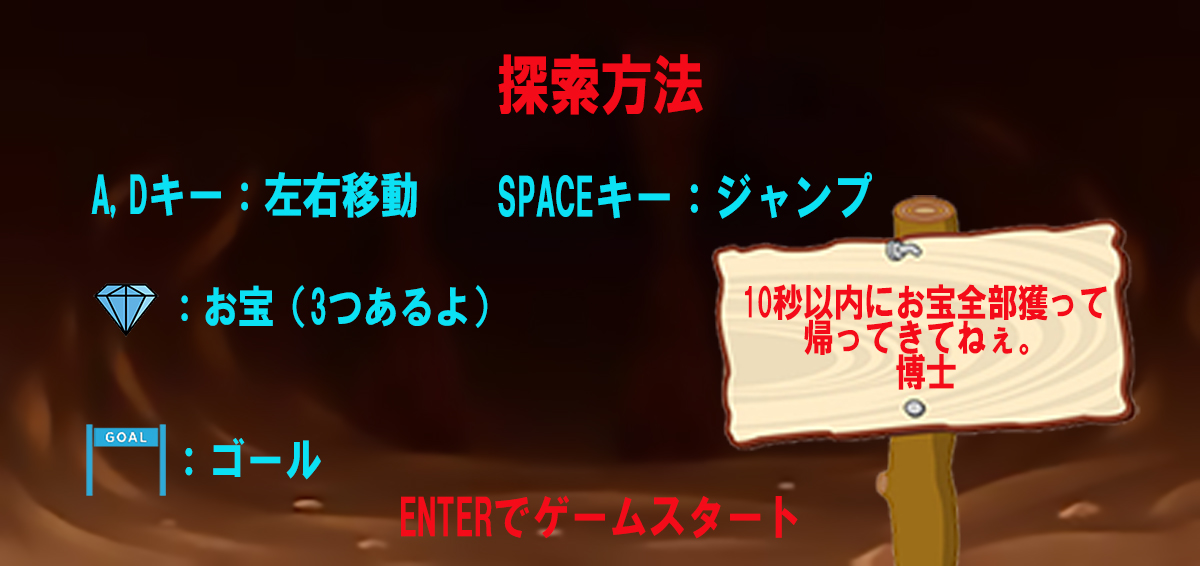 探索方法
A,Dキー：左右移動
SPACEキー：ジャンプ
：お宝（3つあるよ）
10秒以内にお宝全部獲って
帰ってきてねぇ。
博士
GOAL
：ゴール
ENTERでゲームスタート